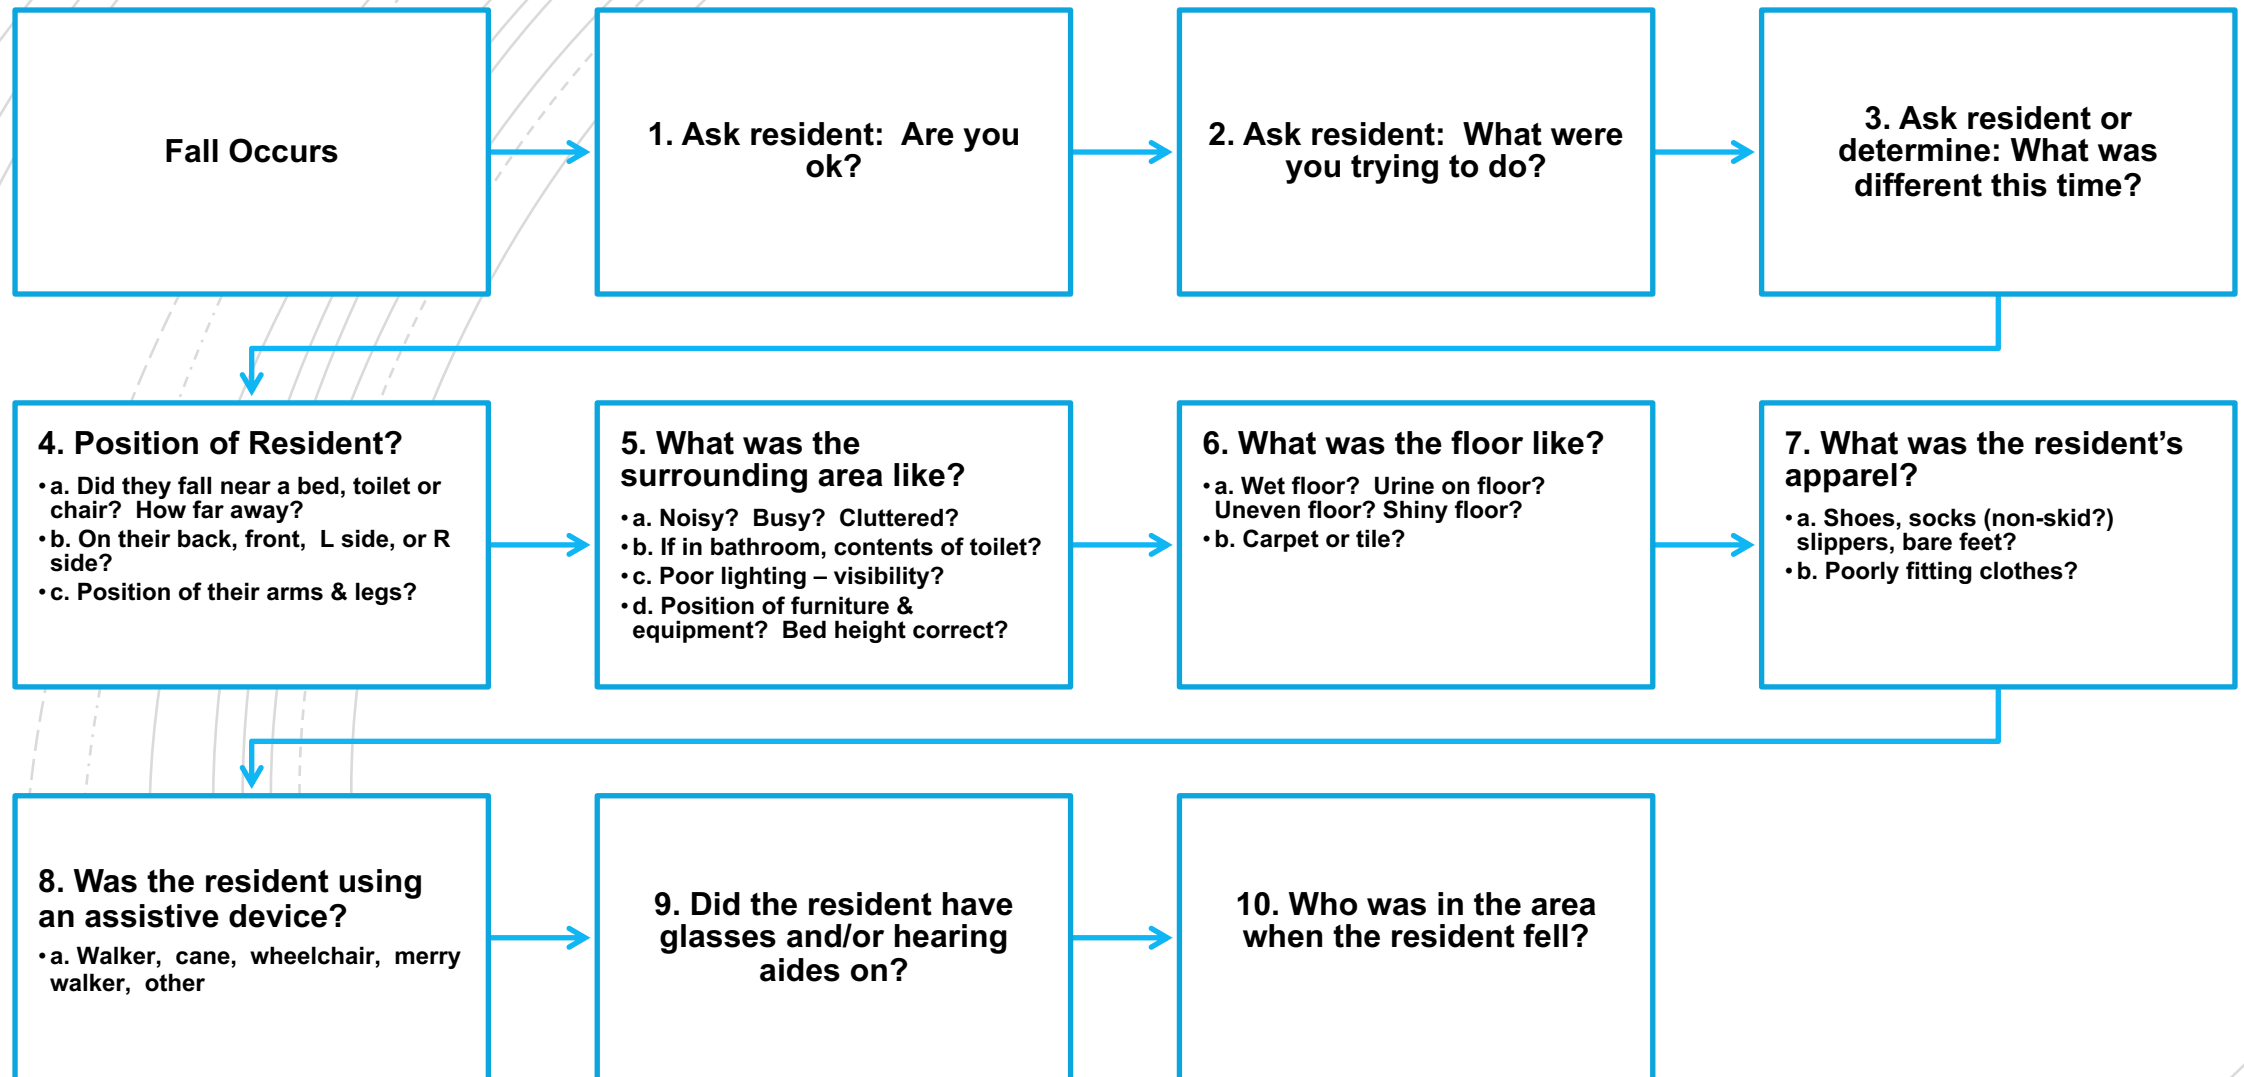 Fall Occurs
1. Ask resident:  Are you
ok?
2. Ask resident:  What were
you trying to do?
3. Ask resident or
determine: What was
different this time?
4. Position of Resident?
• a. Did they fall near a bed, toilet or
chair?  How far away?
• b. On their back, front,  L side, or R
side?
• c. Position of their arms & legs?
5. What was the
surrounding area like?
• a. Noisy?  Busy?  Cluttered?
• b. If in bathroom, contents of toilet?
• c. Poor lighting – visibility?
• d. Position of furniture &
equipment?  Bed height correct?
6. What was the floor like?
• a. Wet floor?  Urine on floor?
Uneven floor? Shiny floor?
• b. Carpet or tile?
7. What was the resident’s
apparel?
• a. Shoes, socks (non-skid?)
slippers, bare feet?
• b. Poorly fitting clothes?
8. Was the resident using
an assistive device?
• a. Walker,  cane,  wheelchair,  merry
walker,  other
9. Did the resident have
glasses and/or hearing
aides on?
10. Who was in the area
when the resident fell?